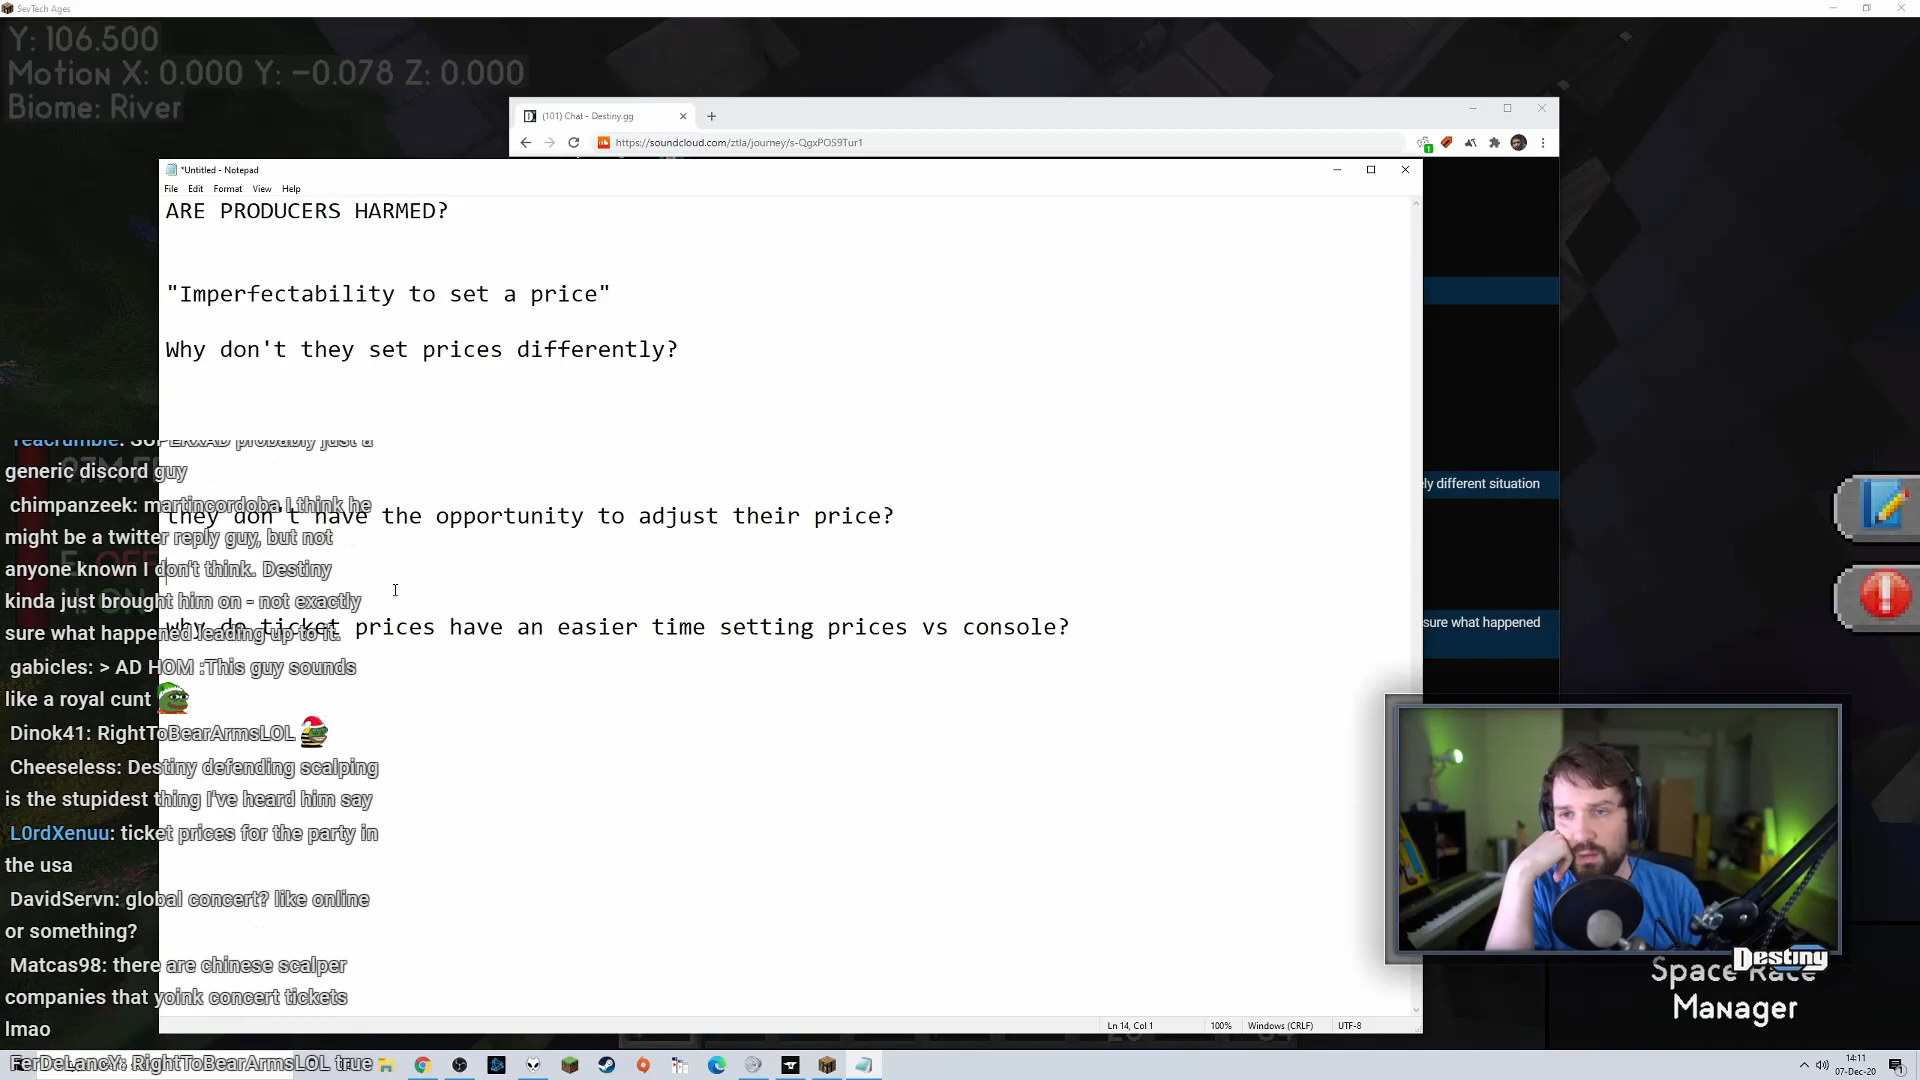 SevTech Ages
Y: 106.500
Motion X: 0.000 Y: -0.078 Z: 0.000
Biome: River
(101) Chat - Destiny.gg
https://soundcloud.com/ztla/journey/s-QgxPOS9Tur1
*Untitled - Notepad
File Edit Format View Help
ARE PRODUCERS HARMED?
"Imperfectability to set a price"
Why don't they set prices differently?
they don't have the opportunity to adjust their price?
why do ticket prices have an easier time setting prices vs console?
ly different situation
sure what happened
Teacrumble: SUPERXAD probably just a
generic discord guy
chimpanzeek: martincordoba I think he
might be a twitter reply guy, but not
anyone known I don't think. Destiny
kinda just brought him on - not exactly
sure what happened leading up to it.
gabicles: > AD HOM :This guy sounds
like a royal cunt
Dinok41: RightToBearArmsLOL
Cheeseless: Destiny defending scalping
is the stupidest thing I've heard him say
L0rdXenuu: ticket prices for the party in
the usa
DavidServn: global concert? like online
or something?
Matcas98: there are chinese scalper
companies that yoink concert tickets
lmao
FerDeLancY: RightToBearArmsLOL true
Destiny
Space Race
Manager
Ln 14, Col 1 100% Windows (CRLF) UTF-8
14:11
07-Dec-20